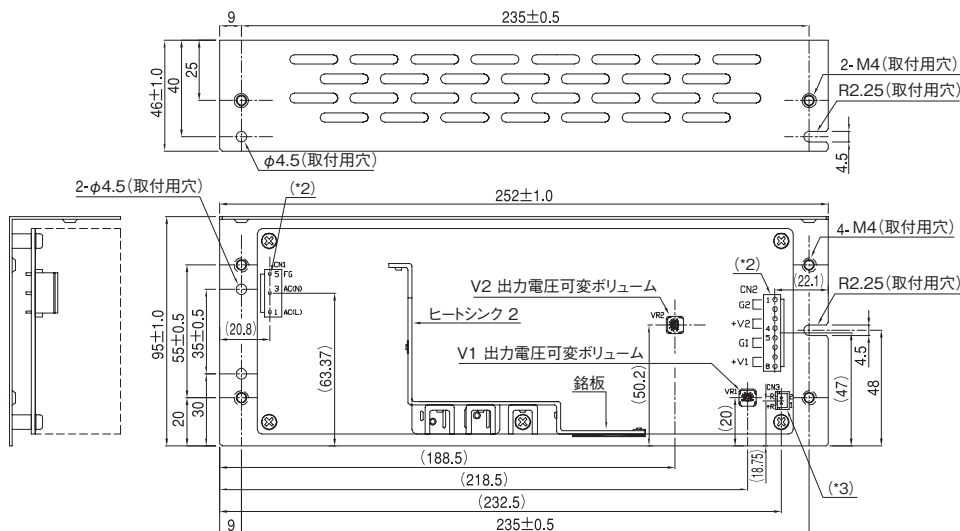 9
235±0.5
46±1.0
40
25
2- M4(取付用穴)
R2.25(取付用穴)
4.5
φ4.5(取付用穴)
2-φ4.5(取付用穴)
(*2)
252±1.0
4- M4(取付用穴)
CN1
5 FG
3 AC(N)
1 AC(L)
V2 出力電圧可変ボリューム
VR2
(*2)
(22.1)
CN2
G2
+V2
G1
+V1
1
4
5
8
R2.25(取付用穴)
4.5
ヒートシンク 2
V1 出力電圧可変ボリューム
VR1
銘板
CN3
-R
+R
95±1.0
55±0.5
35±0.5
20
30
(20.8)
(63.37)
(50.2)
(20)
(18.75)
(47)
48
(188.5)
(218.5)
(*3)
(232.5)
9
235±0.5